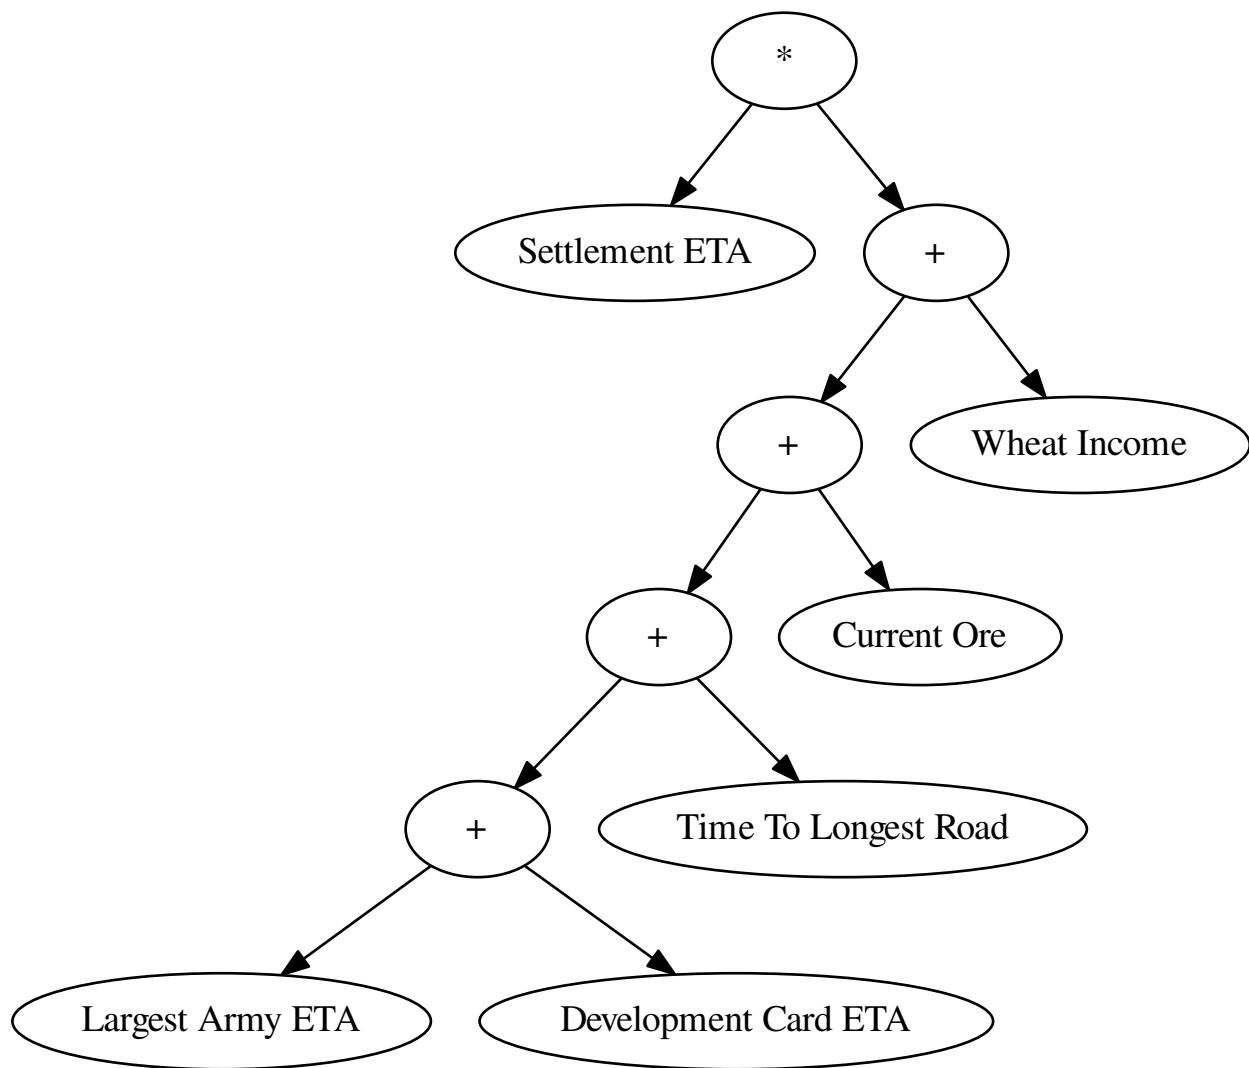 *
Settlement ETA
+
+
Wheat Income
+
Current Ore
+
Time To Longest Road
Largest Army ETA
Development Card ETA